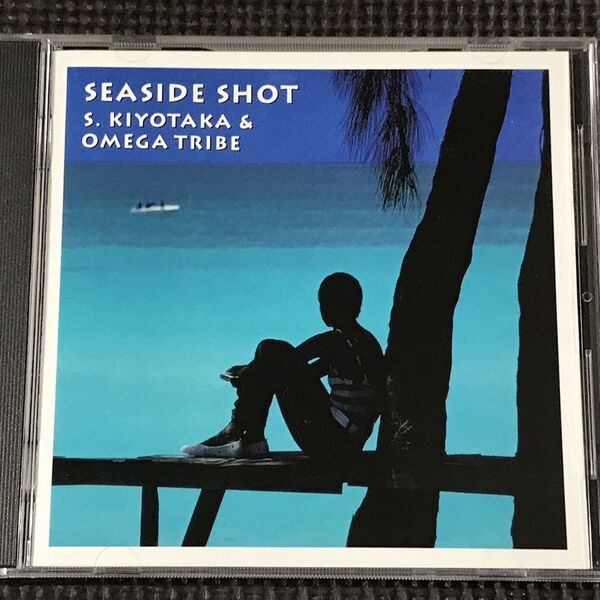 SEASIDE SHOT
S. KIYOTAKA &
OMEGA TRIBE